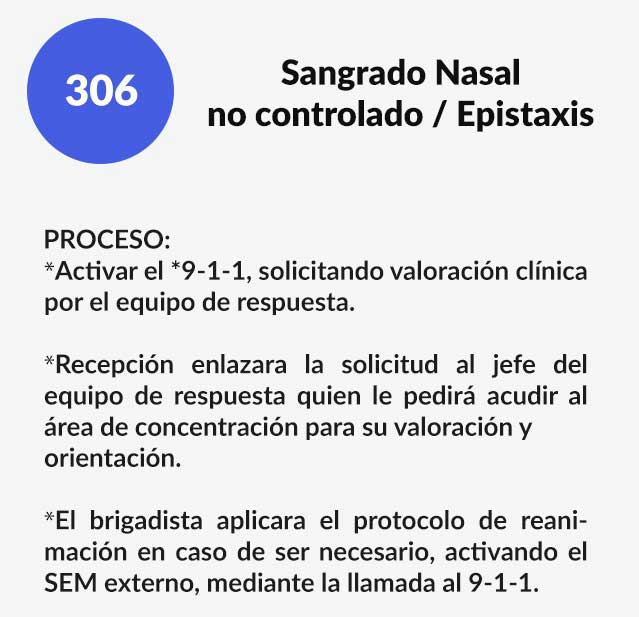 306
Sangrado Nasal
no controlado / Epistaxis
PROCESO:
*Activar el *9-1-1, solicitando valoración clínica
por el equipo de respuesta.
*Recepción enlazara la solicitud al jefe del
equipo de respuesta quien le pedirá acudir al
área de concentración para su valoración y
orientación.
*El brigadista aplicara el protocolo de reani-
mación en caso de ser necesario, activando el
SEM externo, mediante la llamada al 9-1-1.